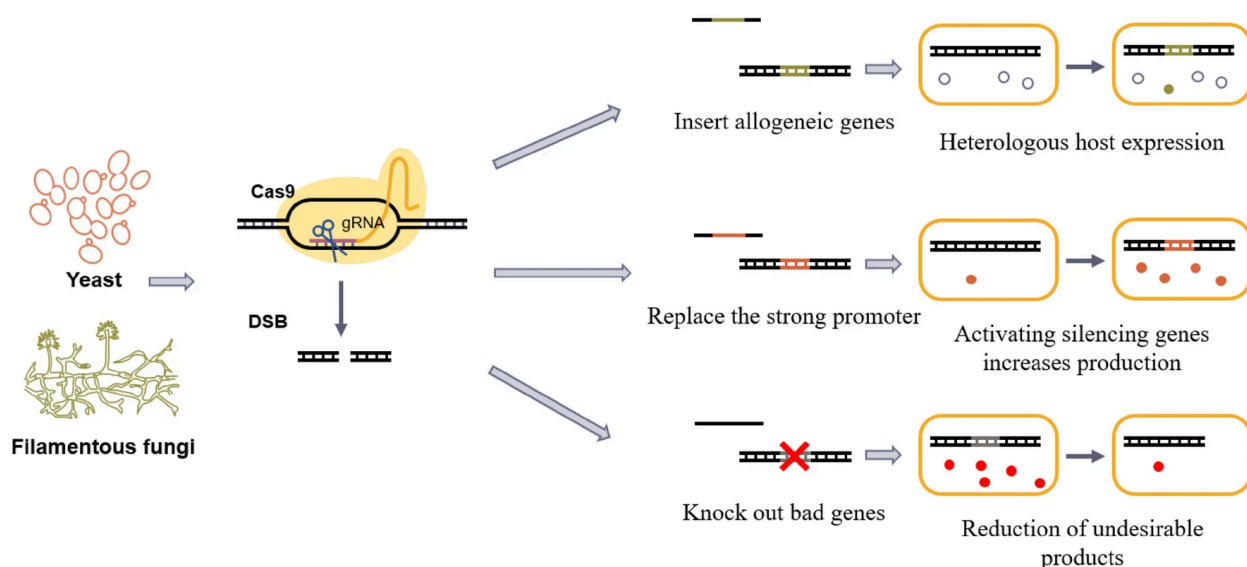 Yeast
Filamentous fungi
Cas9
gRNA
DSB
Insert allogeneic genes
Heterologous host expression
Replace the strong promoter
Activating silencing genes
increases production
Knock out bad genes
Reduction of undesirable
products